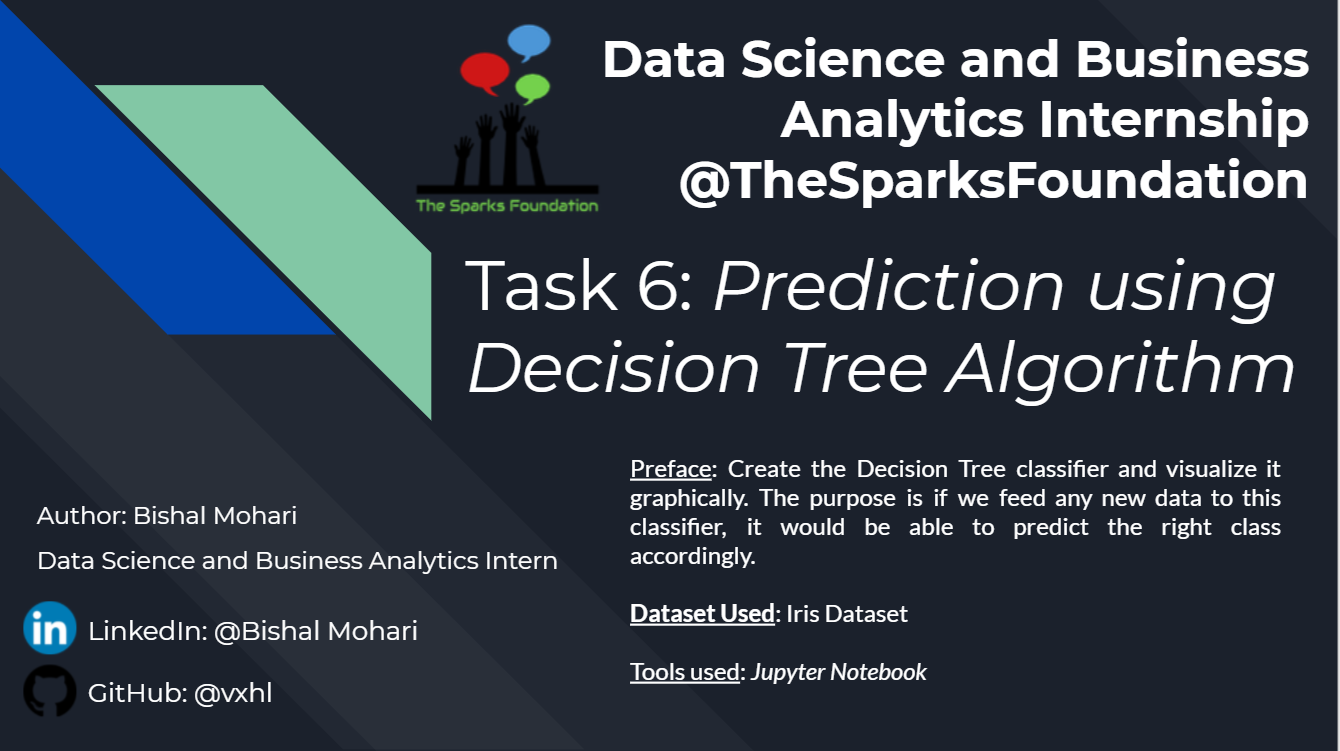 The Sparks Foundation
Data Science and Business
Analytics Internship
@TheSparksFoundation
Task 6: Prediction using
Decision Tree Algorithm
Author: Bishal Mohari
Data Science and Business Analytics Intern
in LinkedIn: @Bishal Mohari
GitHub: @vxhl
Preface: Create the Decision Tree classifier and visualize it
graphically. The purpose is if we feed any new data to this
classifier, it would be able to predict the right class
accordingly.
Dataset Used: Iris Dataset
Tools used: Jupyter Notebook